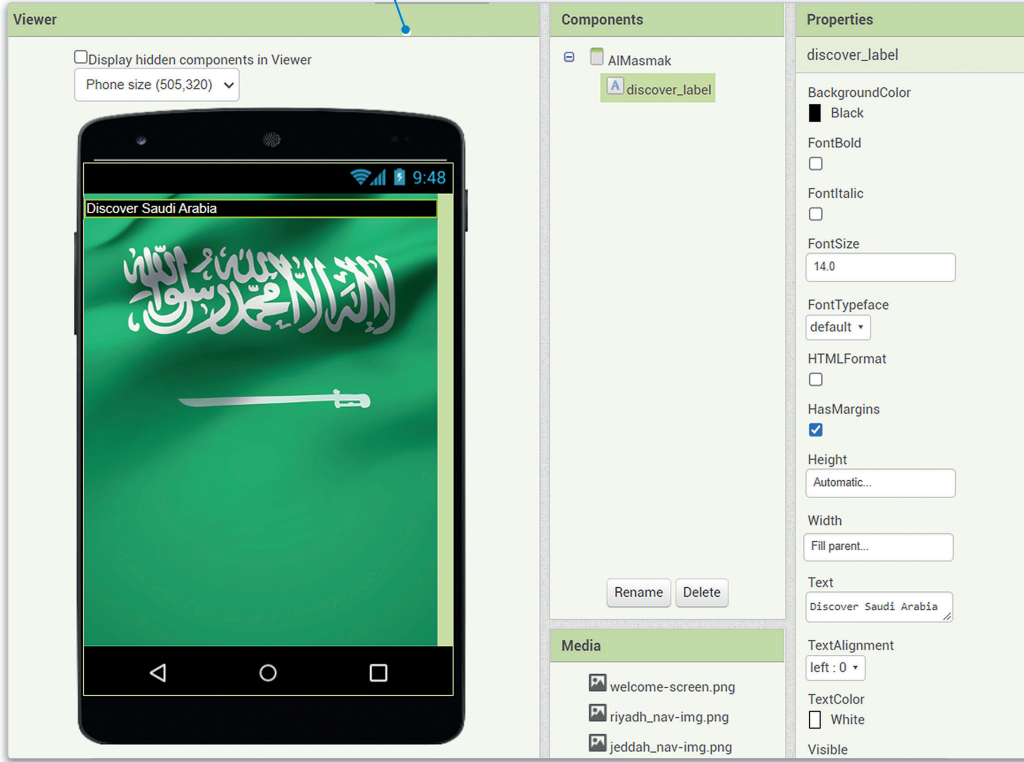 Viewer
Display hidden components in Viewer
Phone size (505,320)
9:48
Discover Saudi Arabia
لا إله إلا الله محمد رسول الله
Components
AlMasmak
A discover_label
Rename
Delete
Media
welcome-screen.png
riyadh_nav-img.png
jeddah_nav-img.png
Properties
discover_label
BackgroundColor
Black
FontBold
FontItalic
FontSize
14.0
FontTypeface
default
HTMLFormat
HasMargins
Height
Automatic...
Width
Fill parent...
Text
Discover Saudi Arabia
TextAlignment
left : 0
TextColor
White
Visible